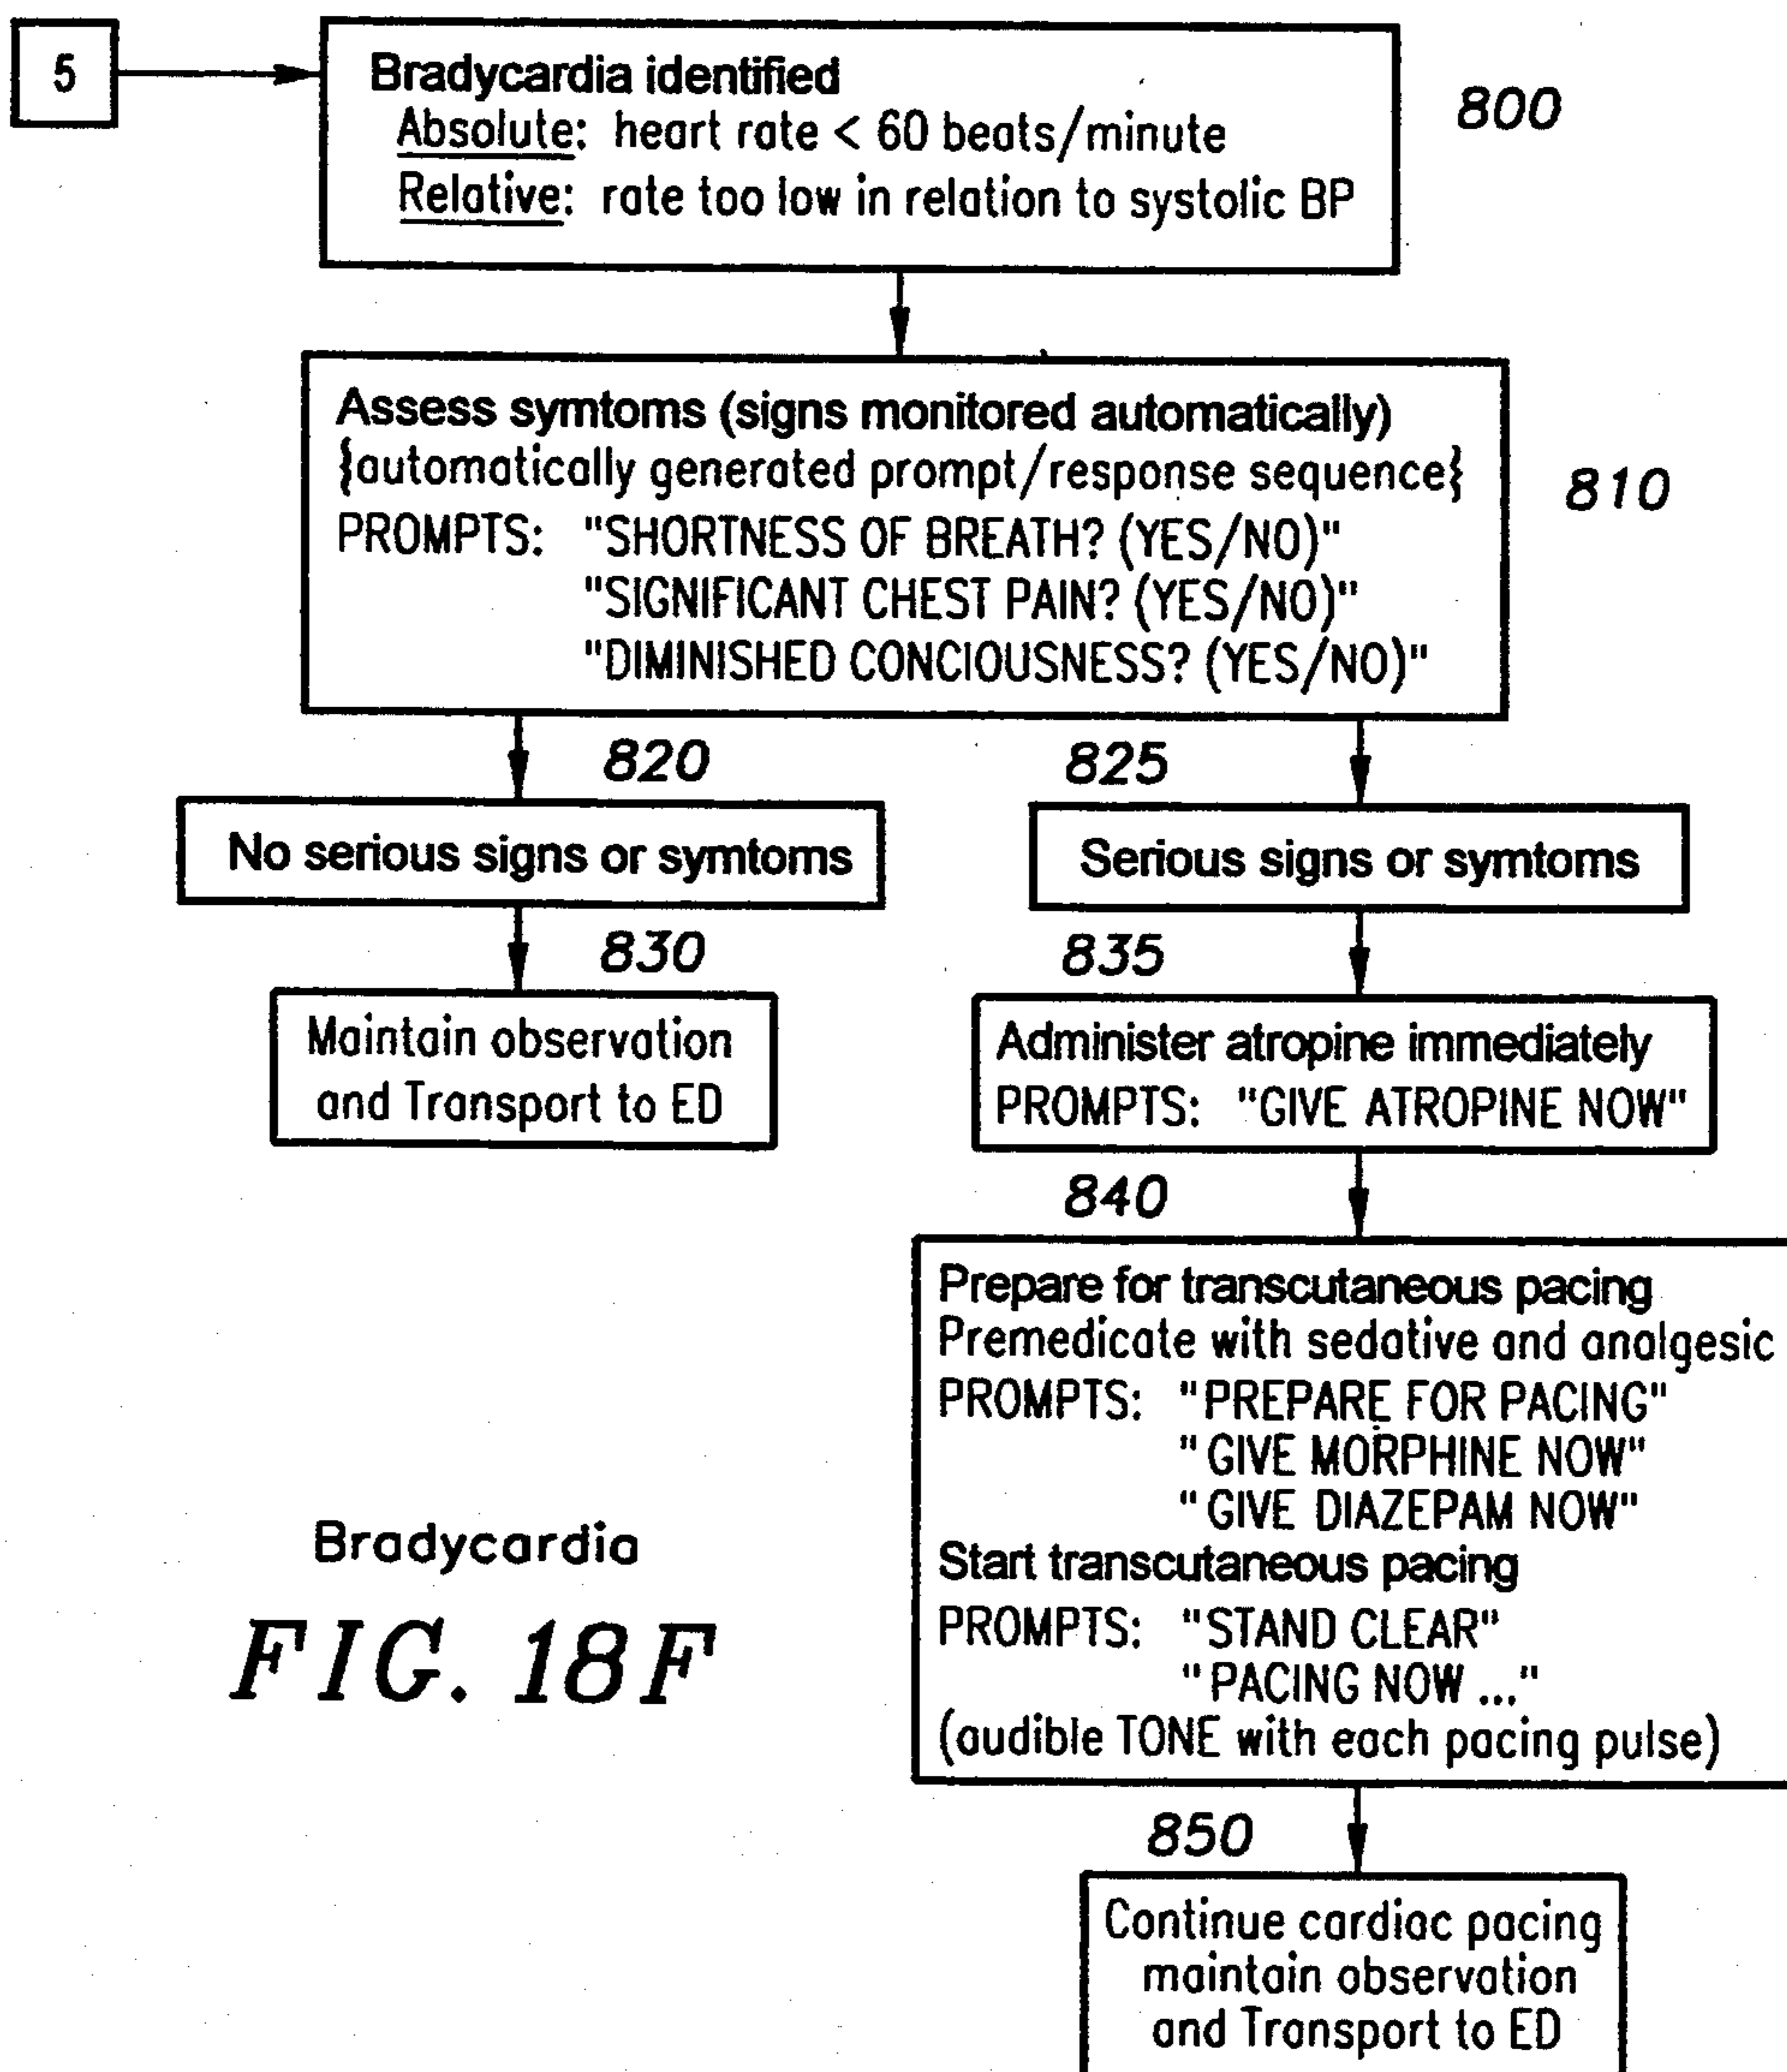 5
Bradycardia identified
Absolute: heart rate < 60 beats/minute
Relative: rate too low in relation to systolic BP
800
Assess symtoms (signs monitored automatically)
{automatically generated prompt/response sequence}
PROMPTS: "SHORTNESS OF BREATH? (YES/NO)"
"SIGNIFICANT CHEST PAIN? (YES/NO)"
"DIMINISHED CONCIOUSNESS? (YES/NO)"
810
820
825
No serious signs or symtoms
Serious signs or symtoms
830
835
Maintain observation
and Transport to ED
Administer atropine immediately
PROMPTS: "GIVE ATROPINE NOW"
840
Prepare for transcutaneous pacing
Premedicate with sedative and analgesic
PROMPTS: "PREPARE FOR PACING"
"GIVE MORPHINE NOW"
"GIVE DIAZEPAM NOW"
Start transcutaneous pacing
PROMPTS: "STAND CLEAR"
"PACING NOW ..."
(audible TONE with each pacing pulse)
850
Continue cardiac pacing
maintain observation
and Transport to ED
Bradycardia
FIG. 18F